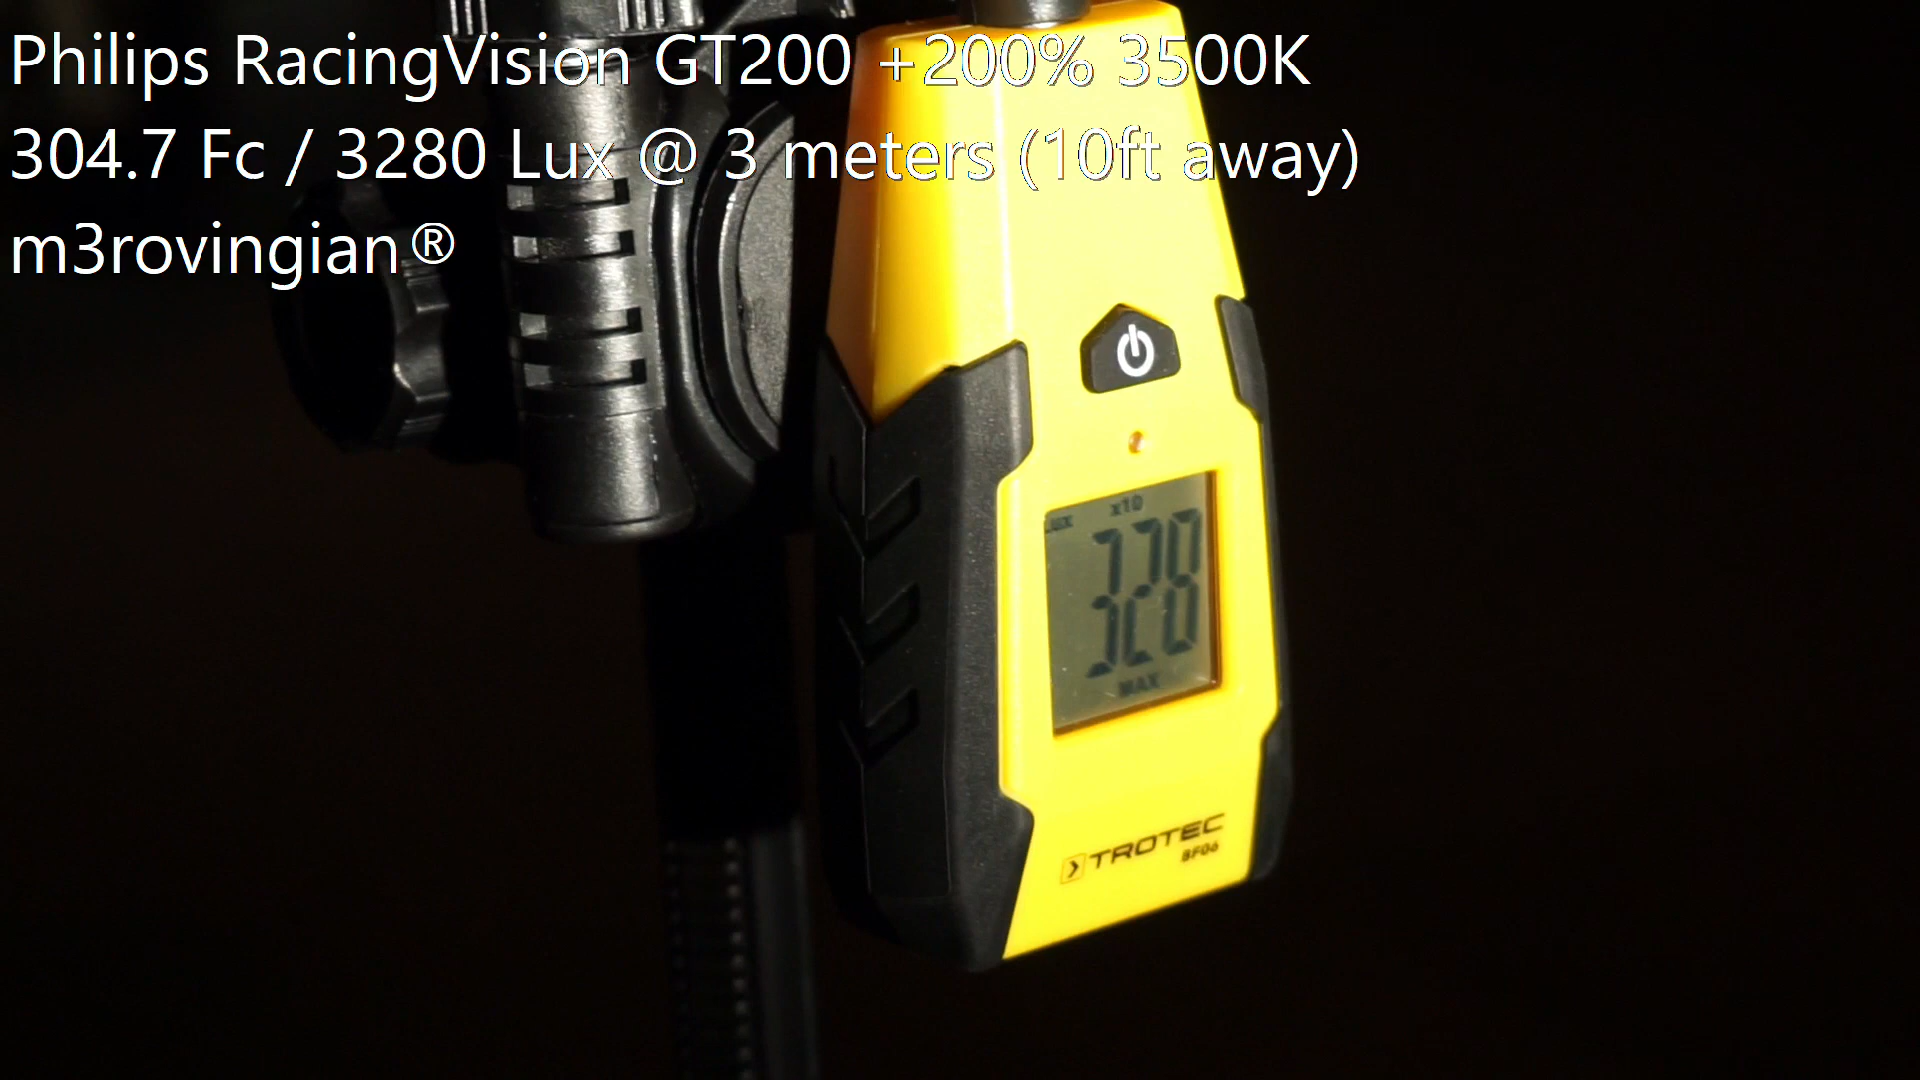 Philips RacingVision GT200 +200% 3500K
304.7 Fc / 3280 Lux @ 3 meters (10ft away)
m3rovingian®
LUX x10
328
MAX
TROTEC
BF06